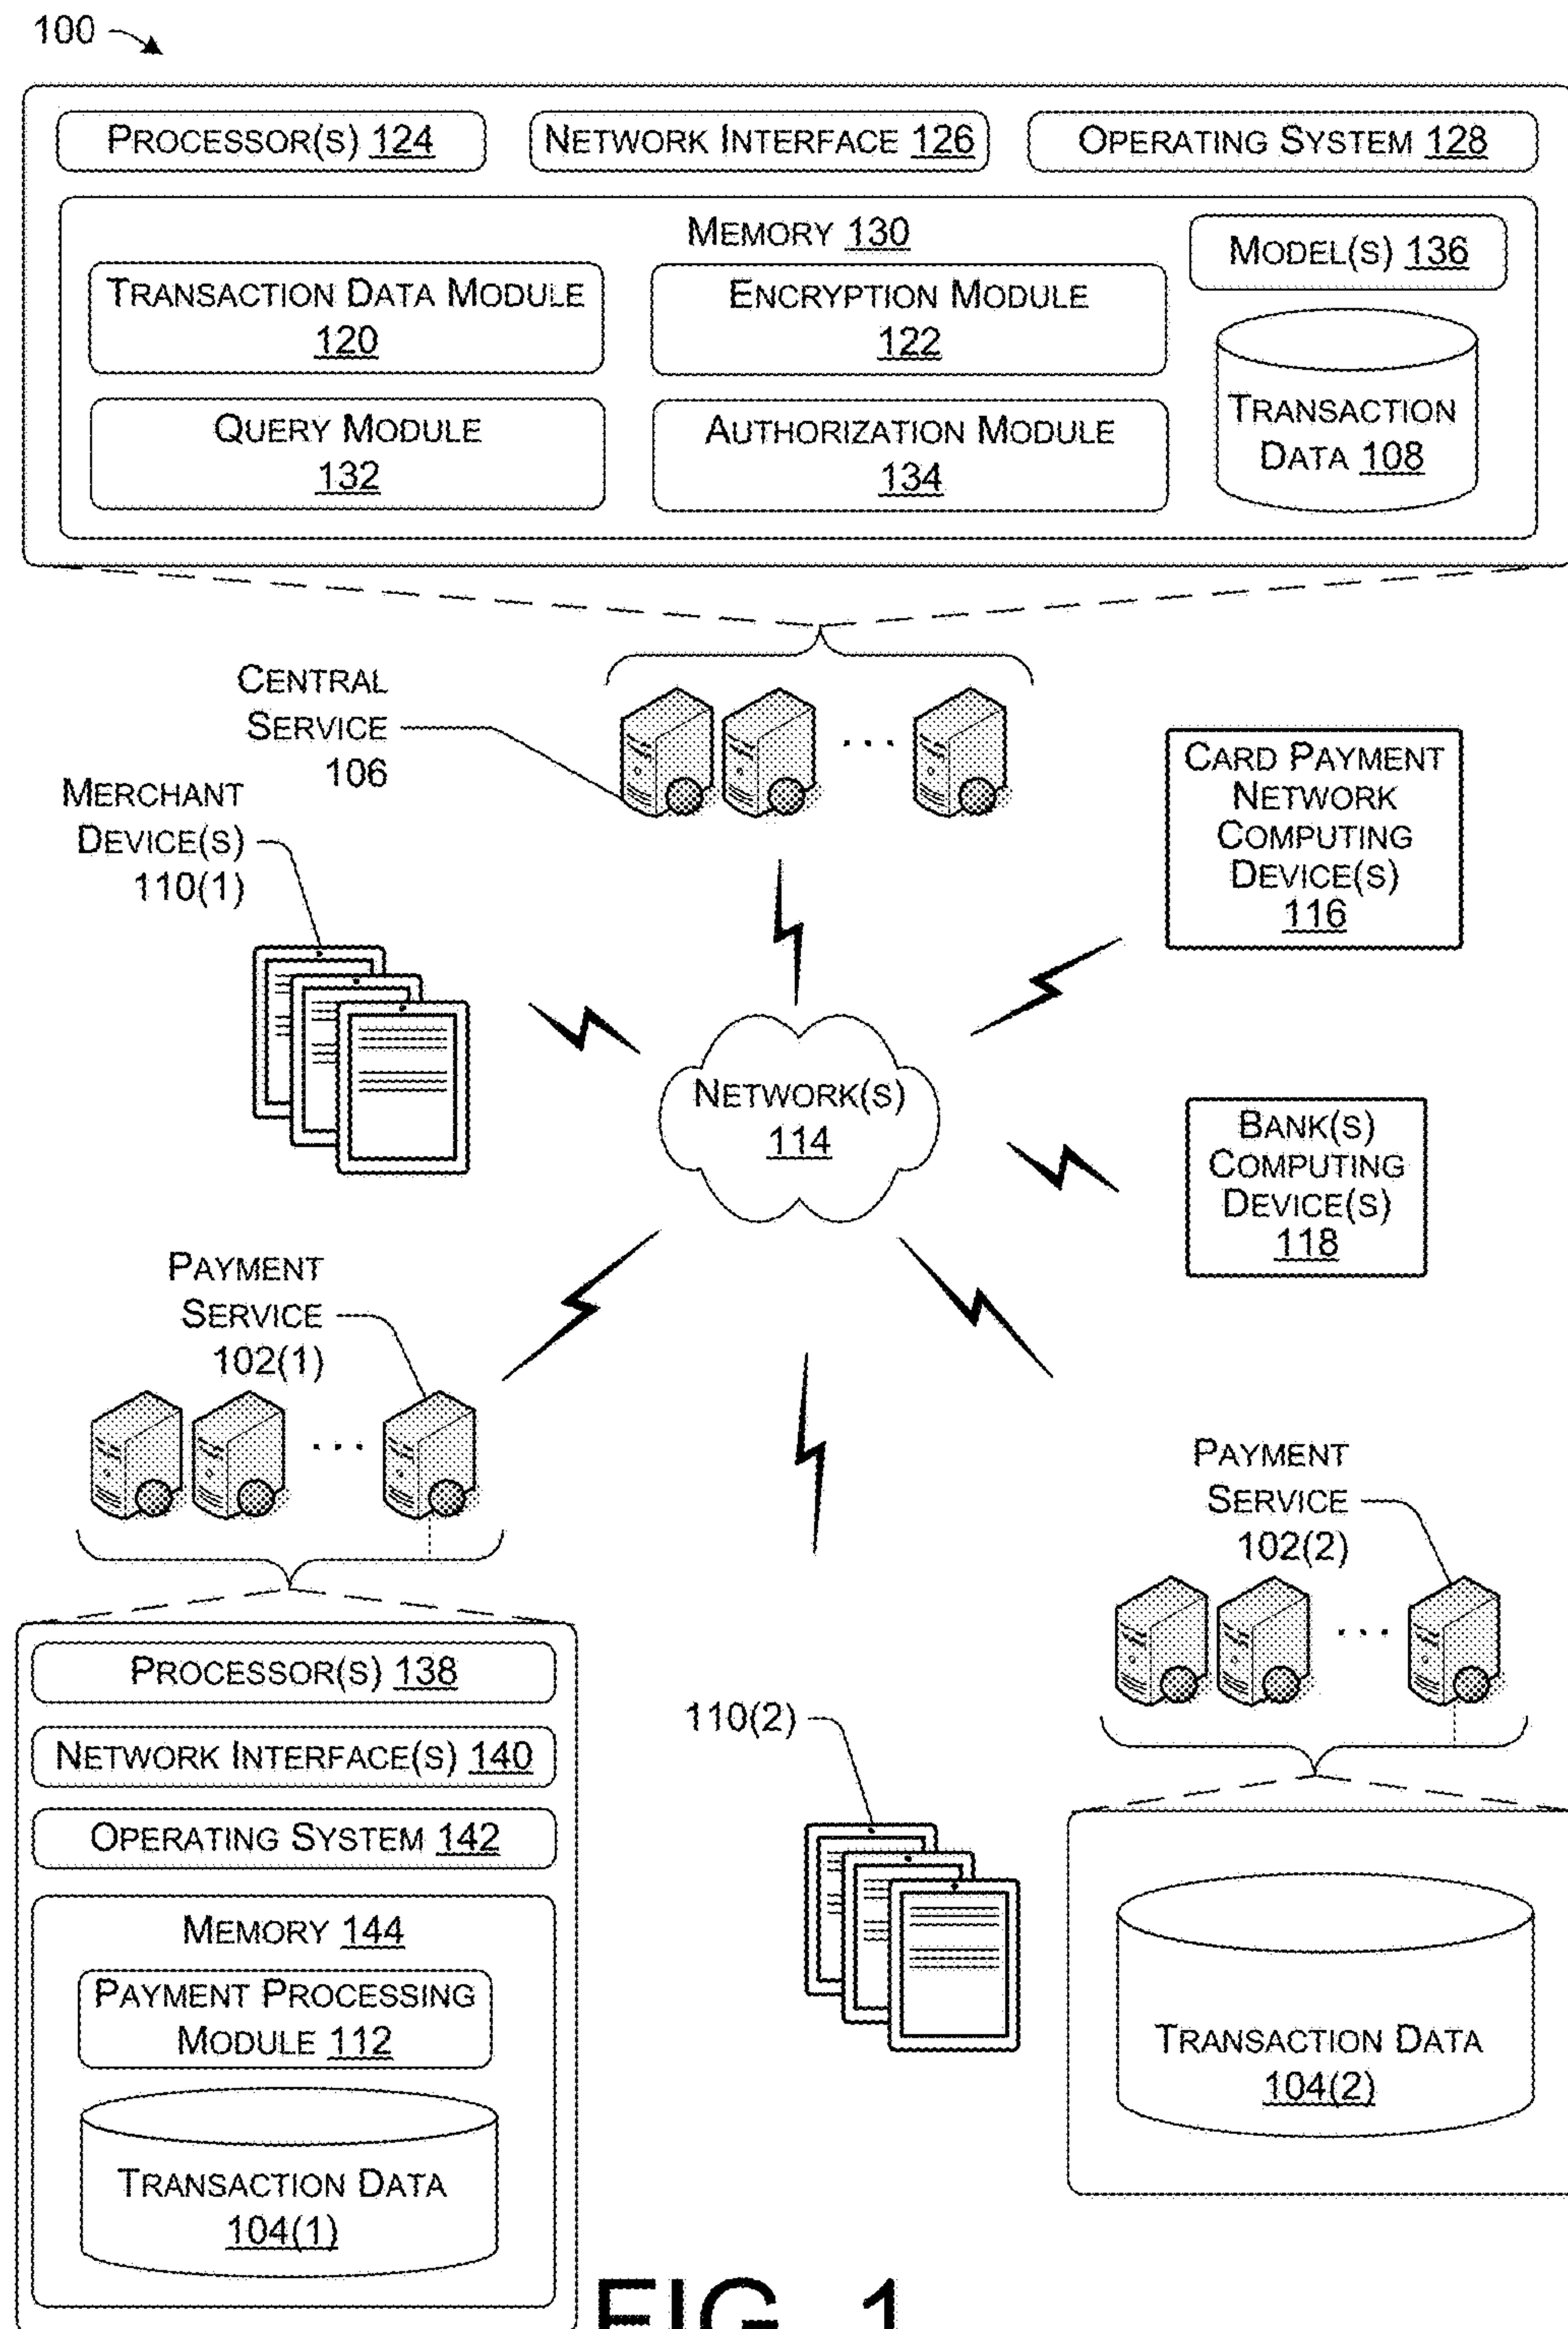 100
PROCESSOR(S) 124
NETWORK INTERFACE 126
OPERATING SYSTEM 128
MEMORY 130
TRANSACTION DATA MODULE
120
ENCRYPTION MODULE
122
MODEL(S) 136
QUERY MODULE
132
AUTHORIZATION MODULE
134
TRANSACTION
DATA 108
CENTRAL
SERVICE
106
MERCHANT
DEVICE(S)
110(1)
CARD PAYMENT
NETWORK
COMPUTING
DEVICE(S)
116
NETWORK(S)
114
BANK(S)
COMPUTING
DEVICE(S)
118
PAYMENT
SERVICE
102(1)
PAYMENT
SERVICE
102(2)
PROCESSOR(S) 138
NETWORK INTERFACE(S) 140
OPERATING SYSTEM 142
MEMORY 144
PAYMENT PROCESSING
MODULE 112
TRANSACTION DATA
104(1)
110(2)
TRANSACTION DATA
104(2)
FIG. 1